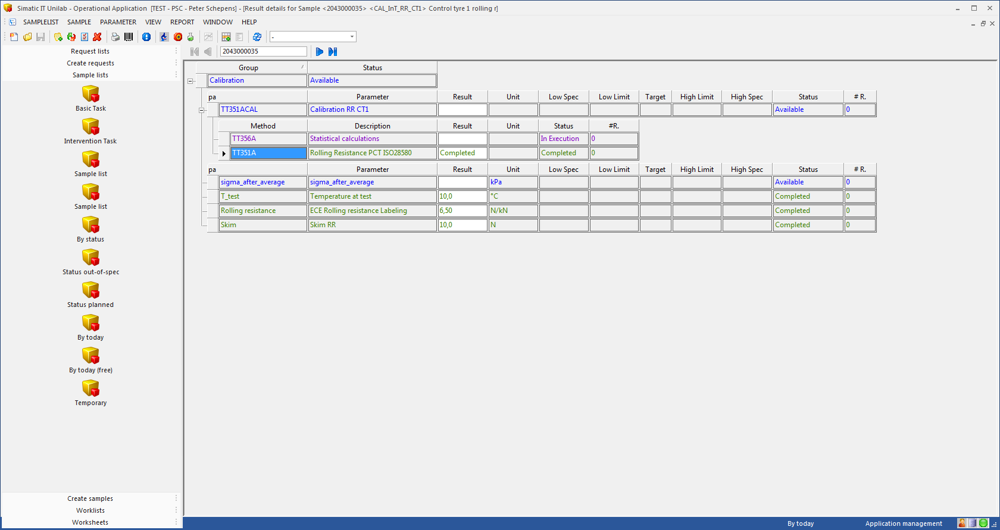 Simatic IT Unilab - Operational Application [TEST - PSC - Peter Schepens] - [Result details for Sample <2043000035> <CAL_InT_RR_CT1> Control tyre 1 rolling r]
SAMPLELIST SAMPLE PARAMETER VIEW REPORT WINDOW HELP
-
Request lists
Create requests
Sample lists
Basic Task
Intervention Task
Sample list
Sample list
By status
Status out-of-spec
Status planned
By today
By today (free)
Temporary
Create samples
Worklists
Worksheets
2043000035
Group Status
Calibration Available
pa Parameter Result Unit Low Spec Low Limit Target High Limit High Spec Status # R.
TT351ACAL Calibration RR CT1 Available 0
Method Description Result Unit Status #R.
TT356A Statistical calculations In Execution 0
TT351A Rolling Resistance PCT ISO28580 Completed Completed 0
pa Parameter Result Unit Low Spec Low Limit Target High Limit High Spec Status # R.
sigma_after_average sigma_after_average kPa Available 0
T_test Temperature at test 10,0 °C Completed 0
Rolling resistance ECE Rolling resistance Labeling 6,50 N/kN Completed 0
Skim Skim RR 10,0 N Completed 0
By today Application management